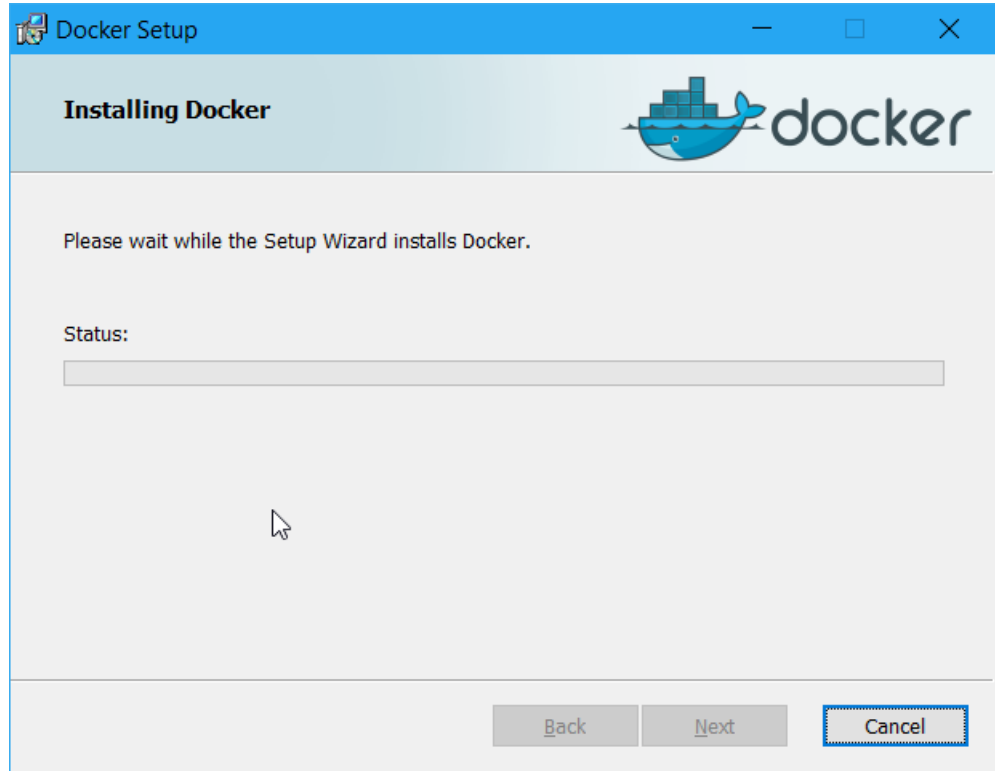 Docker Setup
Installing Docker
docker
Please wait while the Setup Wizard installs Docker.
Status:
Back
Next
Cancel